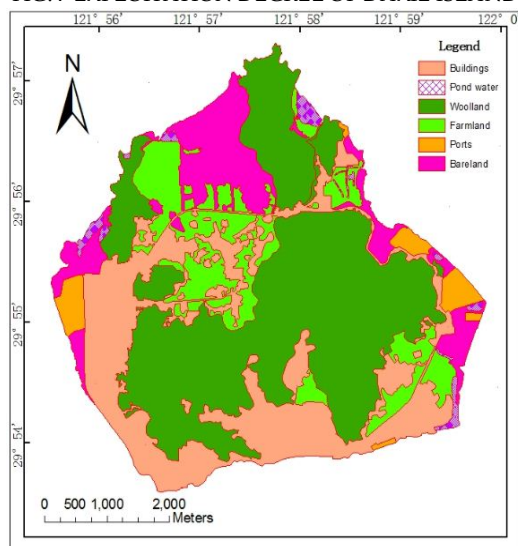 121° 56' 121° 57' 121° 58' 121° 59' 122° 0
29° 57'
29° 56'
29° 55'
29° 54'
N
Legend
Buildings
Pond water
Woolland
Farmland
Ports
Bareland
0 500 1,000 2,000
Meters